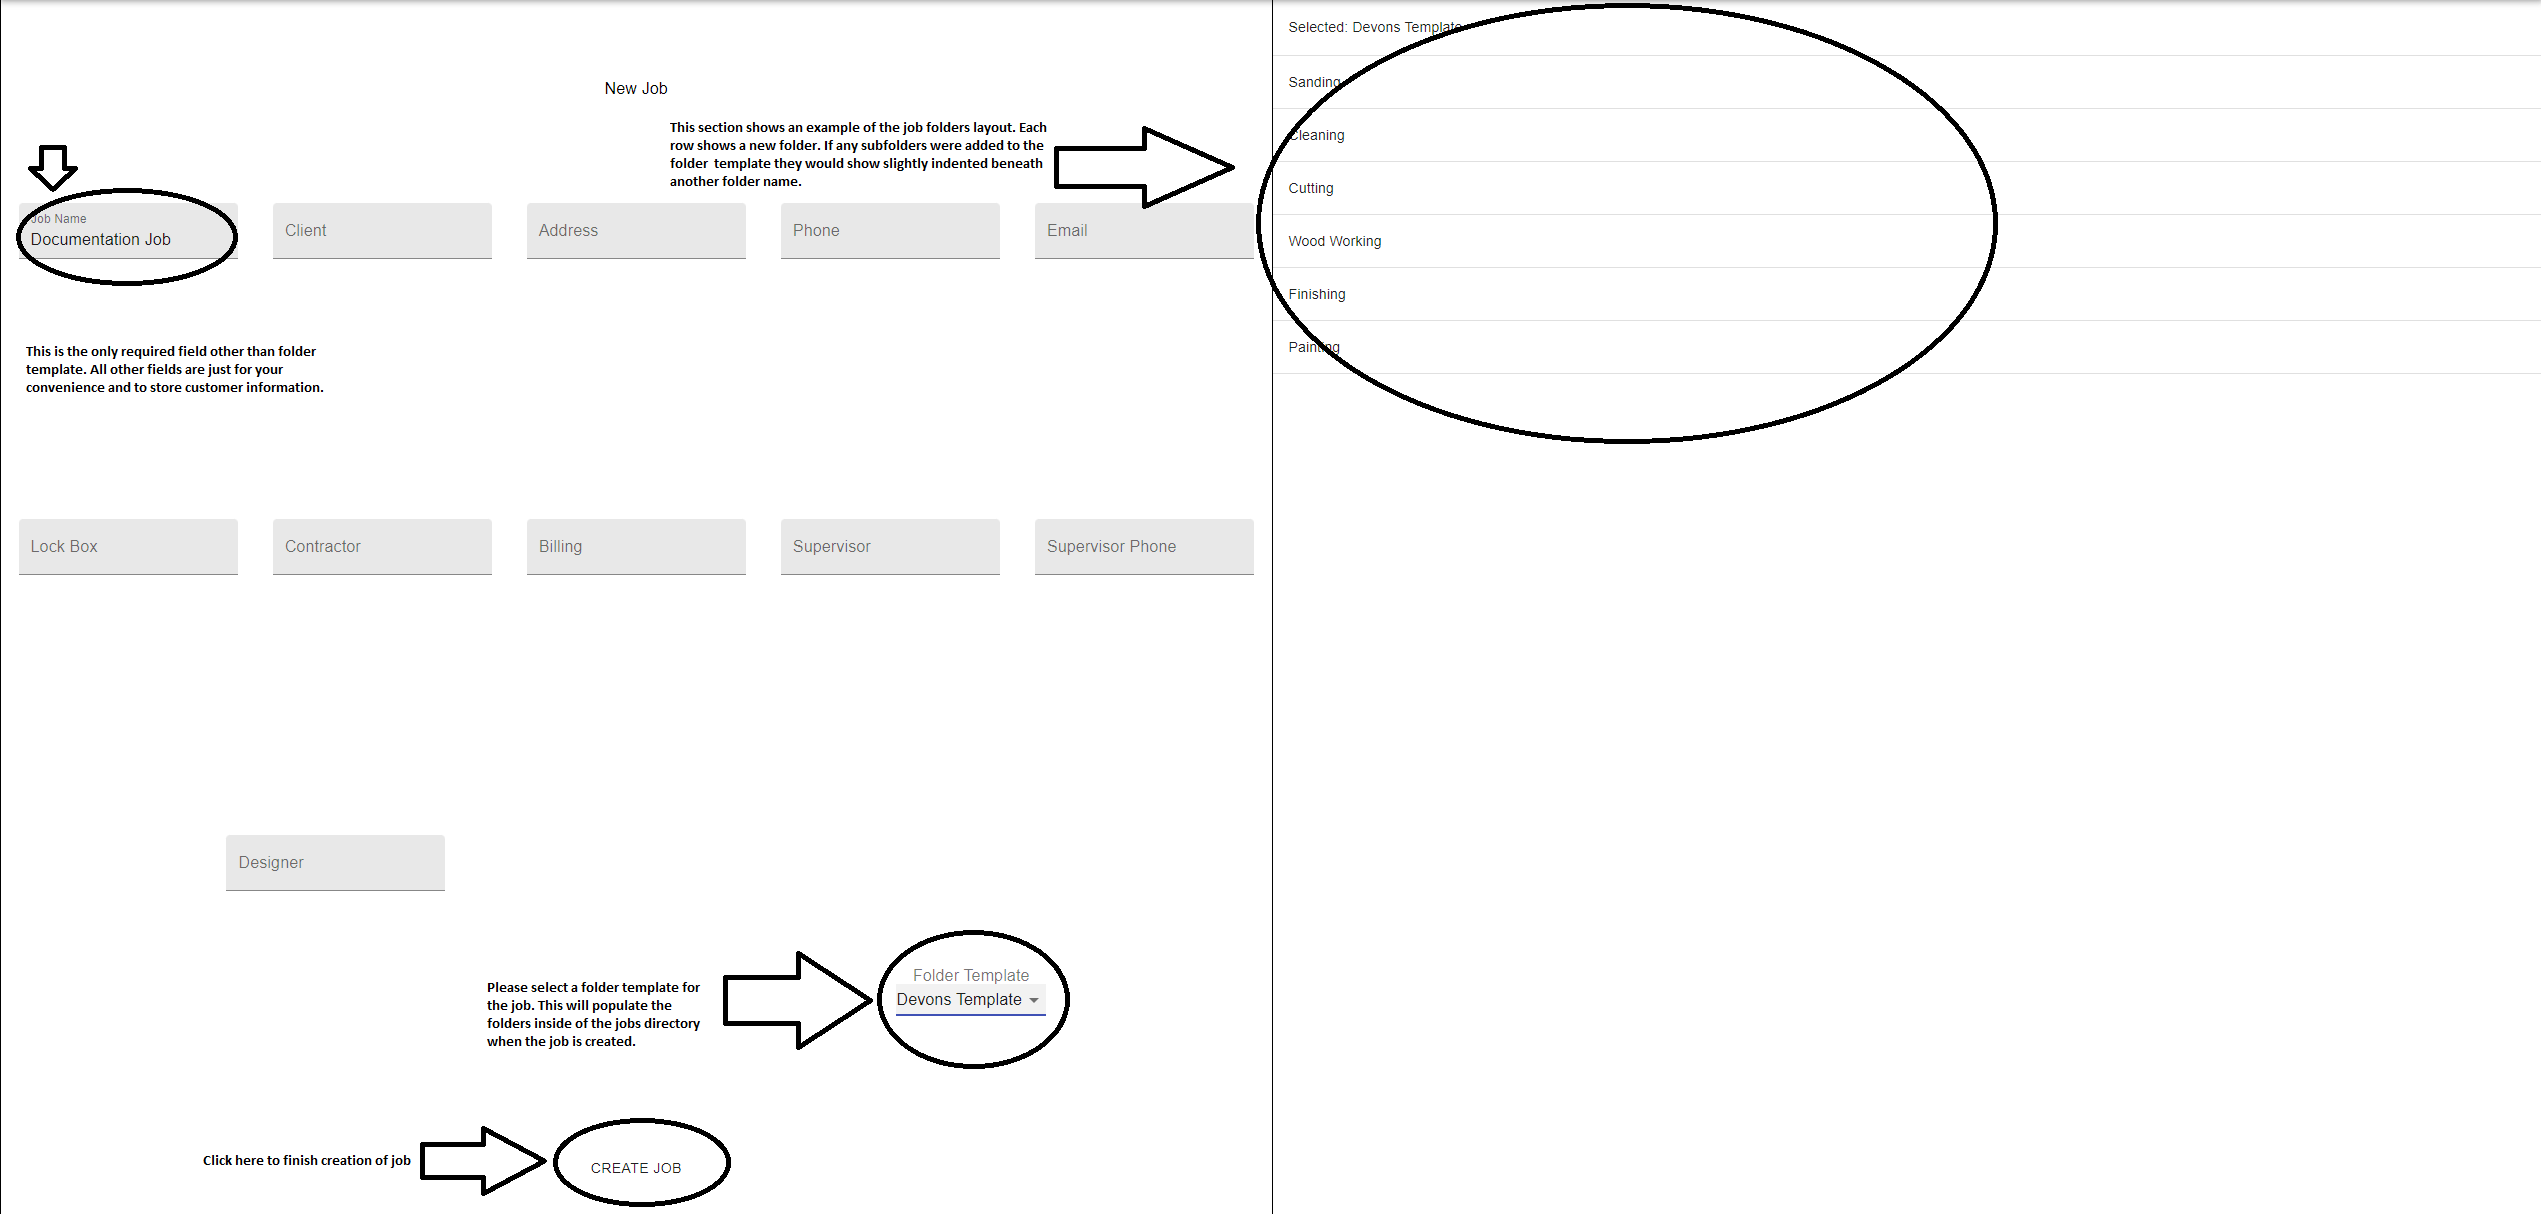 New Job
This section shows an example of the job folders layout. Each
row shows a new folder. If any subfolders were added to the
folder  template they would show slightly indented beneath
another folder name.
Job Name
Documentation Job
Client
Address
Phone
Email
This is the only required field other than folder
template. All other fields are just for your
convenience and to store customer information.
Lock Box
Contractor
Billing
Supervisor
Supervisor Phone
Designer
Please select a folder template for
the job. This will populate the
folders inside of the jobs directory
when the job is created.
Folder Template
Devons Template
Click here to finish creation of job
CREATE JOB
Selected: Devons Template
Sanding
Cleaning
Cutting
Wood Working
Finishing
Painting